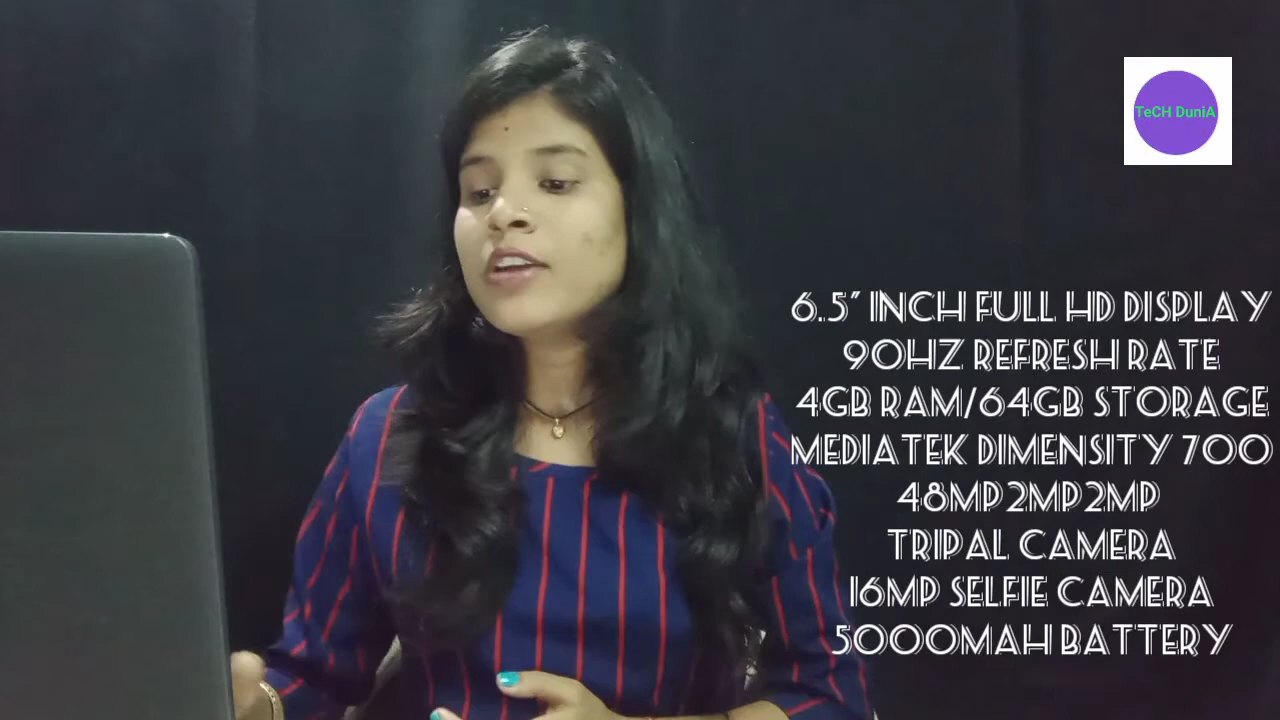 TeCH DuniA
6.5" INCH FULL HD DISPLAY
90HZ REFRESH RATE
4GB RAM/64GB STORAGE
MEDIATEK DIMENSITY 700
48MP 2MP 2MP
TRIPAL CAMERA
16MP SELFIE CAMERA
5000MAH BATTERY